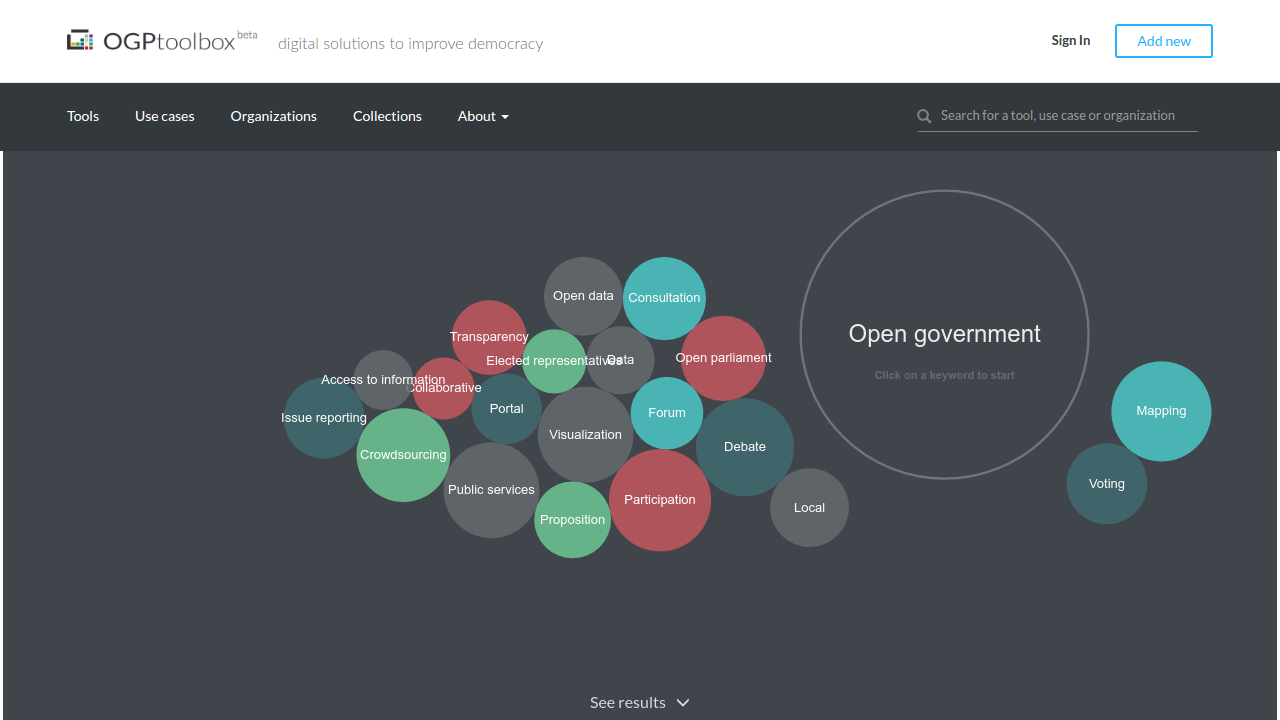 OGPtoolbox beta
digital solutions to improve democracy
Sign In
Add new
Tools
Use cases
Organizations
Collections
About
Search for a tool, use case or organization
Open data
Consultation
Transparency
Elected representatives
Data
Open parliament
Open government
Click on a keyword to start
Access to information
Collaborative
Issue reporting
Portal
Forum
Mapping
Visualization
Debate
Crowdsourcing
Public services
Voting
Participation
Proposition
Local
See results